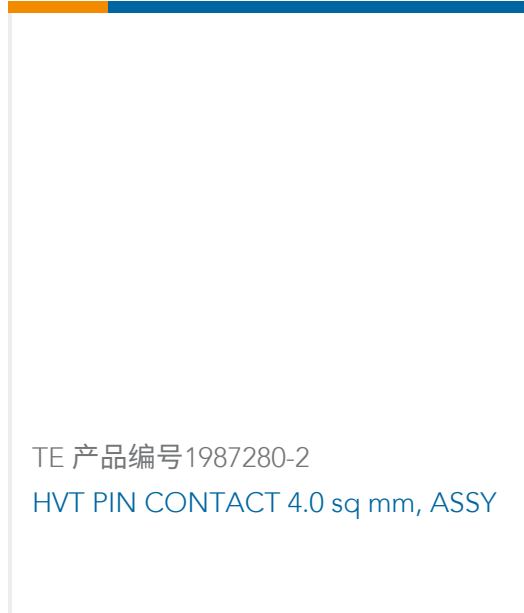 TE 产品编号1987280-2
HVT PIN CONTACT 4.0 sq mm, ASSY